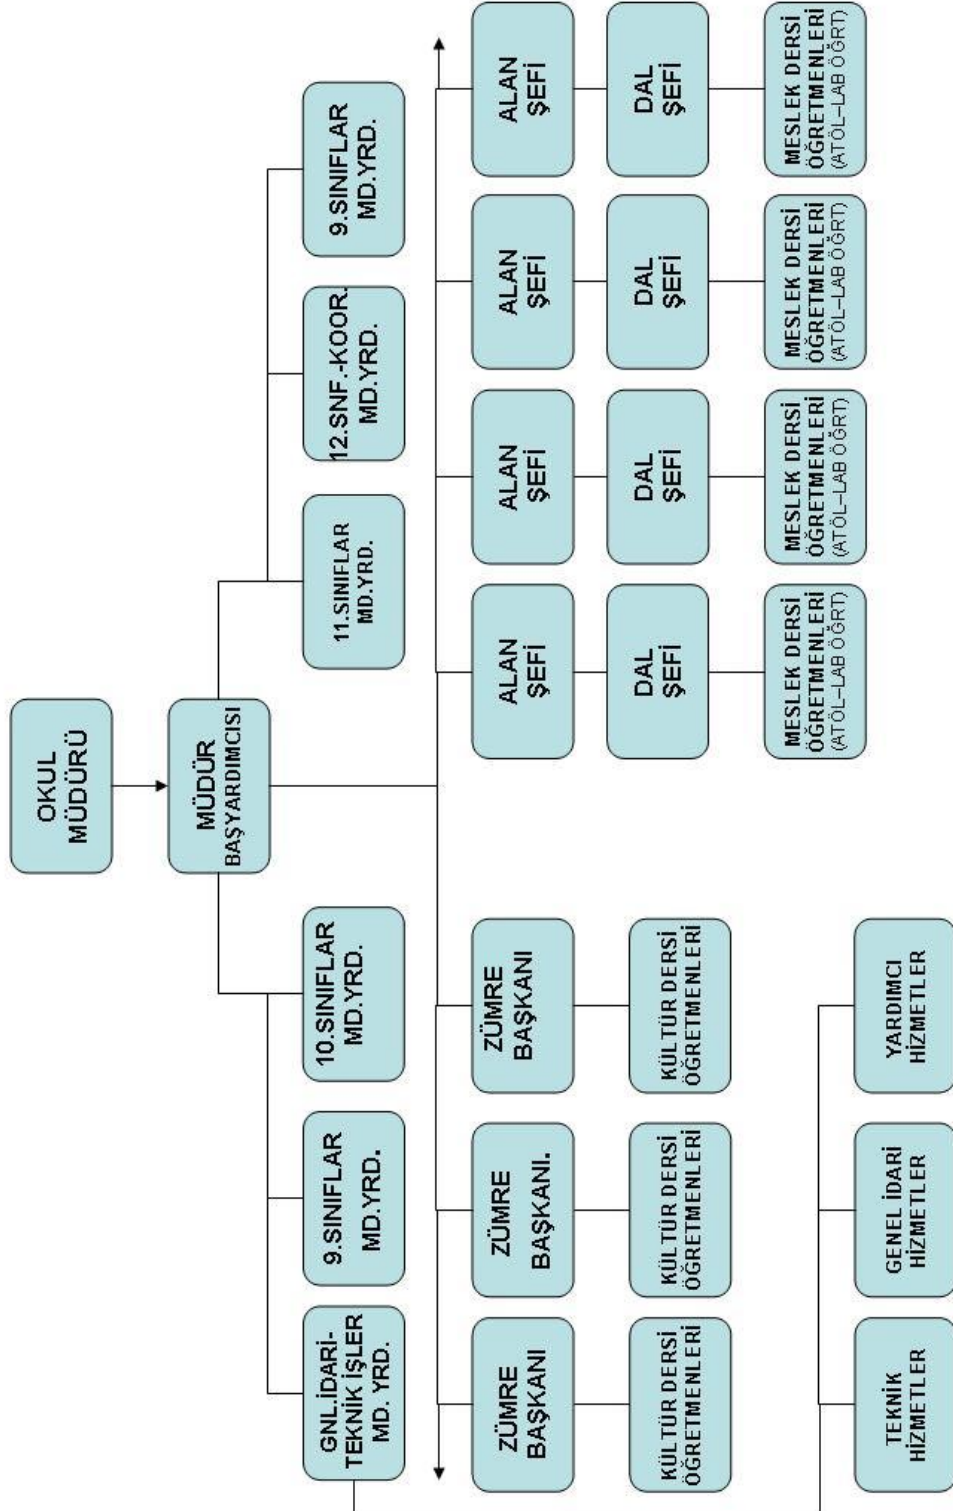 OKUL
MÜDÜRÜ
MÜDÜR
BAŞYARDIMCISI
GNL.İDARİ-
TEKNİK İŞLER
MD. YRD.
9.SINIFLAR
MD.YRD.
10.SINIFLAR
MD.YRD.
11.SINIFLAR
MD.YRD.
12.SNF.-KOOR.
MD.YRD.
9.SINIFLAR
MD.YRD.
ZÜMRE
BAŞKANI
ZÜMRE
BAŞKANI.
ZÜMRE
BAŞKANI
ALAN
ŞEFİ
ALAN
ŞEFİ
ALAN
ŞEFİ
ALAN
ŞEFİ
KÜLTÜR DERSİ
ÖĞRETMENLERİ
KÜLTÜR DERSİ
ÖĞRETMENLERİ
KÜLTÜR DERSİ
ÖĞRETMENLERİ
DAL
ŞEFİ
DAL
ŞEFİ
DAL
ŞEFİ
DAL
ŞEFİ
MESLEK DERSİ
ÖĞRETMENLERİ
(ATÖL–LAB ÖĞRT)
MESLEK DERSİ
ÖĞRETMENLERİ
(ATÖL–LAB ÖĞRT)
MESLEK DERSİ
ÖĞRETMENLERİ
(ATÖL–LAB ÖĞRT)
MESLEK DERSİ
ÖĞRETMENLERİ
(ATÖL–LAB ÖĞRT)
TEKNİK
HİZMETLER
GENEL İDARİ
HİZMETLER
YARDIMCI
HİZMETLER